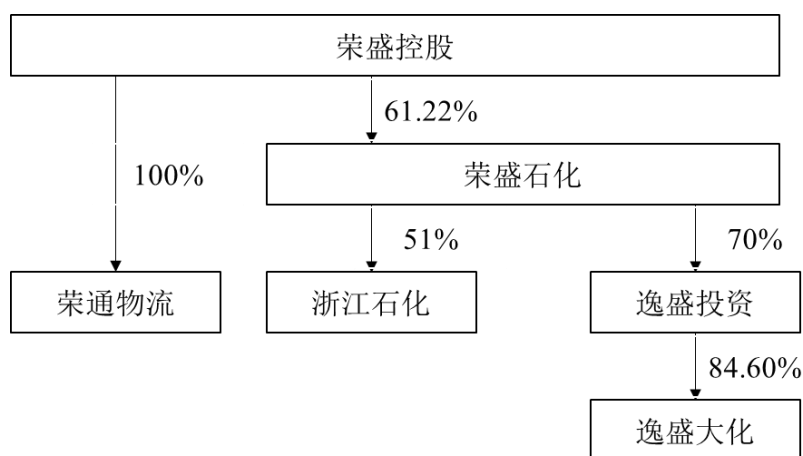 荣盛控股
61.22%
100%
荣盛石化
51%
70%
荣通物流
浙江石化
逸盛投资
84.60%
逸盛大化